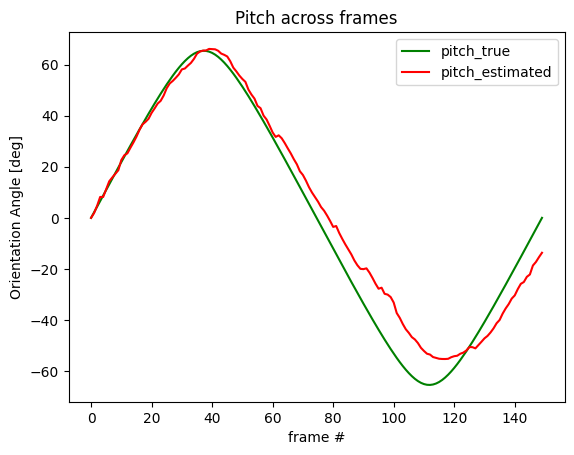 Pitch across frames
pitch_true
pitch_estimated
Orientation Angle [deg]
60
40
20
0
−20
−40
−60
0 20 40 60 80 100 120 140
frame #